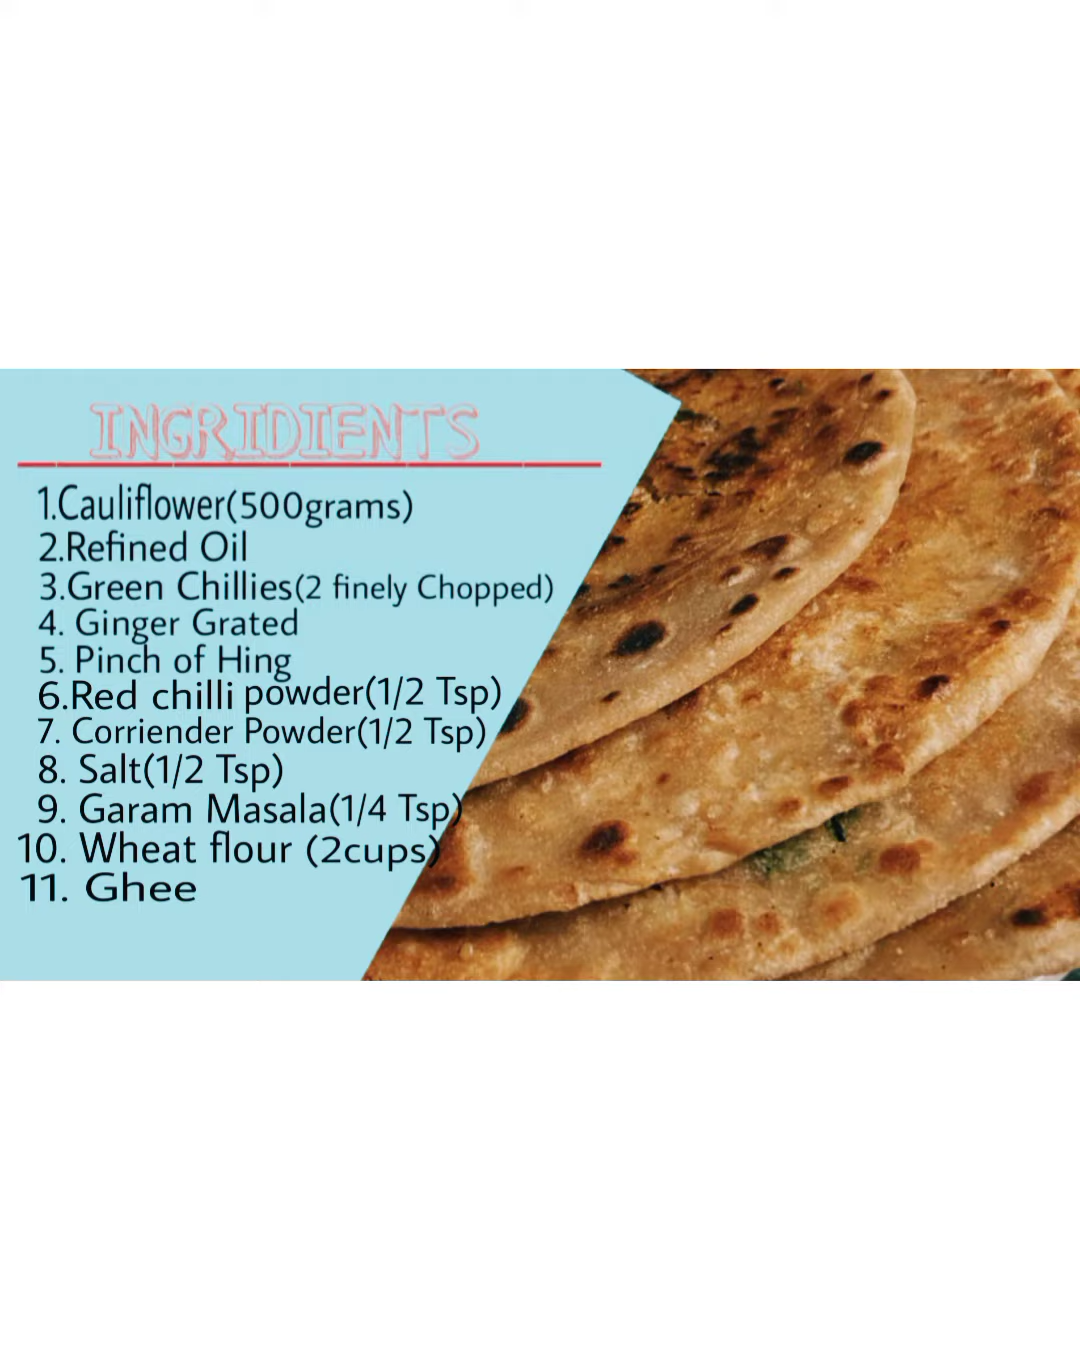 INGRIDIENTS
1.Cauliflower(500grams)
2.Refined Oil
3.Green Chillies(2 finely Chopped)
4. Ginger Grated
5. Pinch of Hing
6.Red chilli powder(1/2 Tsp)
7. Corriender Powder(1/2 Tsp)
8. Salt(1/2 Tsp)
9. Garam Masala(1/4 Tsp)
10. Wheat flour (2cups)
11. Ghee